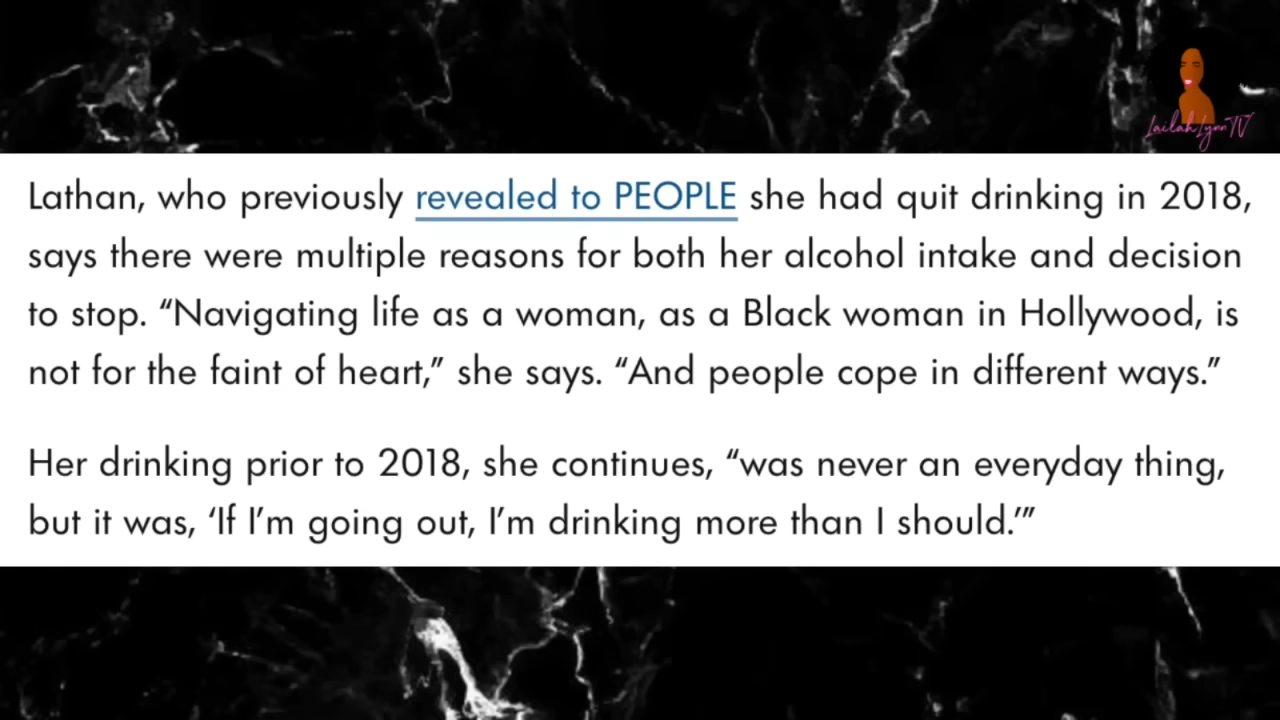 LailahLynnTV
Lathan, who previously revealed to PEOPLE she had quit drinking in 2018,
says there were multiple reasons for both her alcohol intake and decision
to stop. “Navigating life as a woman, as a Black woman in Hollywood, is
not for the faint of heart,” she says. “And people cope in different ways.”
Her drinking prior to 2018, she continues, “was never an everyday thing,
but it was, ‘If I’m going out, I’m drinking more than I should.’”